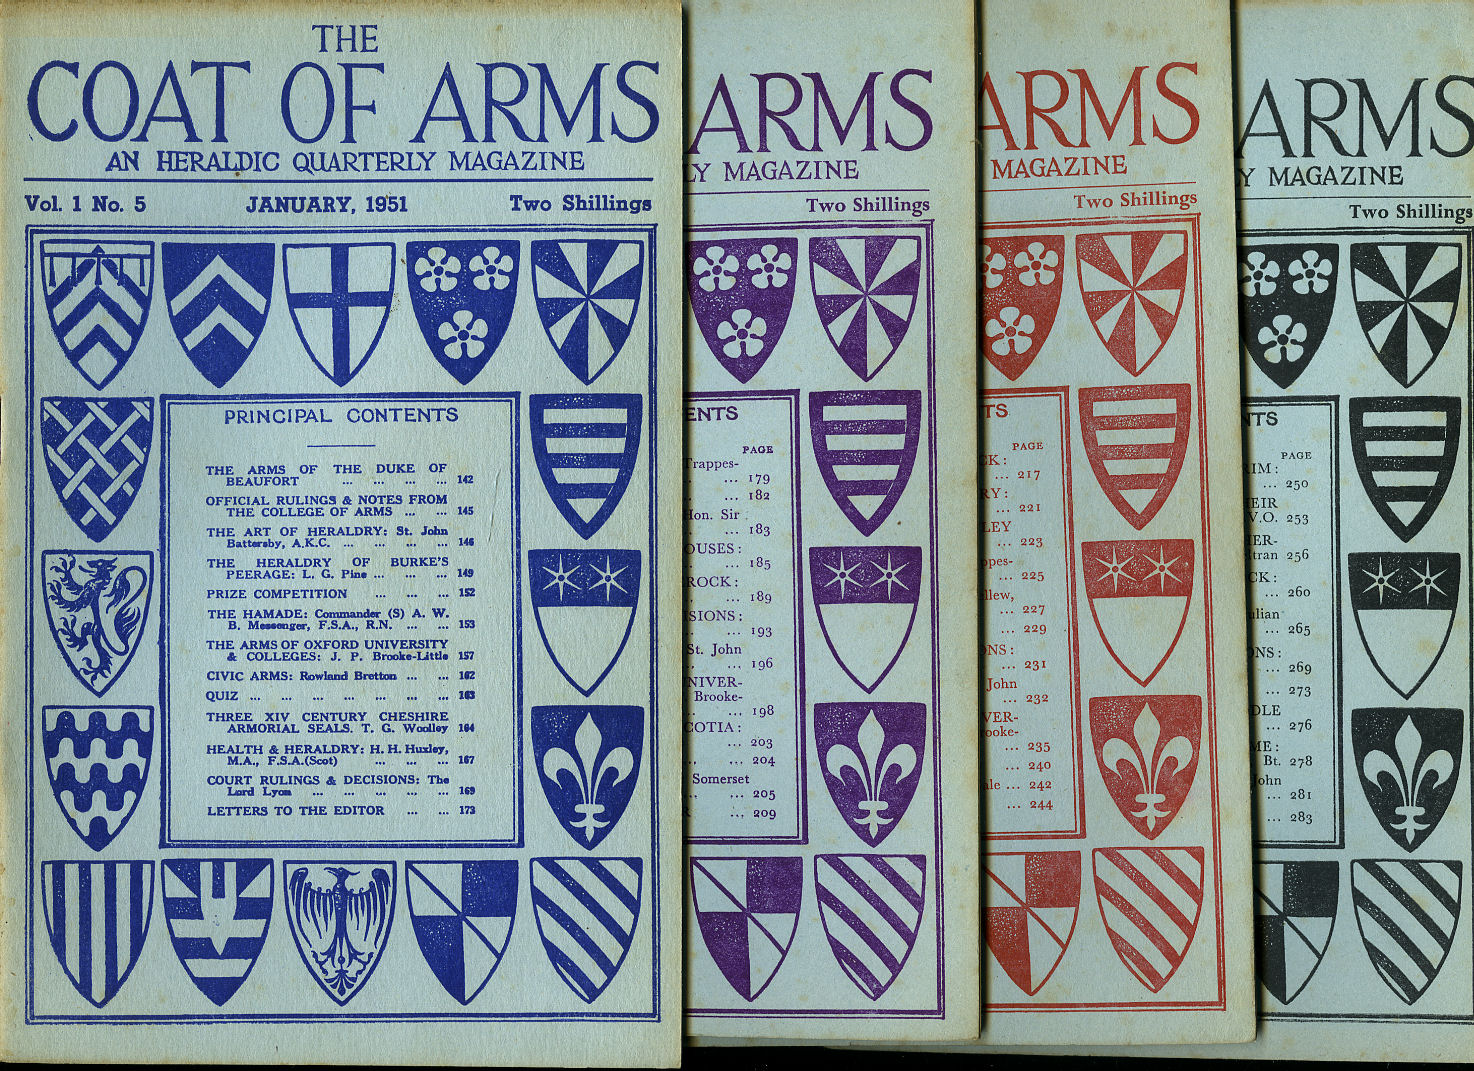 THE
COAT OF ARMS
AN HERALDIC QUARTERLY MAGAZINE
Vol. 1 No. 5 JANUARY, 1951 Two Shillings
PRINCIPAL CONTENTS
THE ARMS OF THE DUKE OF
BEAUFORT ... ... ... ... 142
OFFICIAL RULINGS & NOTES FROM
THE COLLEGE OF ARMS ... ... 145
THE ART OF HERALDRY: St. John
Battersby, A.K.C. ... ... ... ... 146
THE HERALDRY OF BURKE'S
PEERAGE: L. G. Pine ... ... ... 149
PRIZE COMPETITION ... ... ... 152
THE HAMADE: Commander (S) A. W.
B. Messenger, F.S.A., R.N. ... ... 153
THE ARMS OF OXFORD UNIVERSITY
& COLLEGES: J. P. Brooke-Little 157
CIVIC ARMS: Rowland Bretton ... ... 162
QUIZ ... ... ... ... ... ... ... 163
THREE XIV CENTURY CHESHIRE
ARMORIAL SEALS. T. G. Woolley 164
HEALTH & HERALDRY: H. H. Huxley,
M.A., F.S.A.(Scot) ... ... ... 167
COURT RULINGS & DECISIONS: The
Lord Lyon ... ... ... ... ... 169
LETTERS TO THE EDITOR ... ... 173
ARMS
LY MAGAZINE
Two Shillings
ENTS
PAGE
Trappes-
... 179
... 182
Hon. Sir
... 183
OUSES:
... 185
ROCK:
... 189
ISIONS:
... 193
St. John
... 196
NIVER-
Brooke-
... 198
COTIA:
... 203
... 204
Somerset
... 205
... 209
ARMS
MAGAZINE
Two Shillings
TS
PAGE
CK:
... 217
RY:
... 221
LEY
... 223
ppes-
... 225
llew,
... 227
... 229
ONS:
... 231
John
... 232
VER-
rooke-
... 235
... 240
ale ... 242
... 244
ARMS
Y MAGAZINE
Two Shillings
NTS
PAGE
RIM:
... 250
HEIR
V.O. 253
HER-
tran 256
CK:
... 260
ulian
... 265
ONS:
... 269
... 273
DLE
... 276
ME:
Bt. 278
John
... 281
... 283